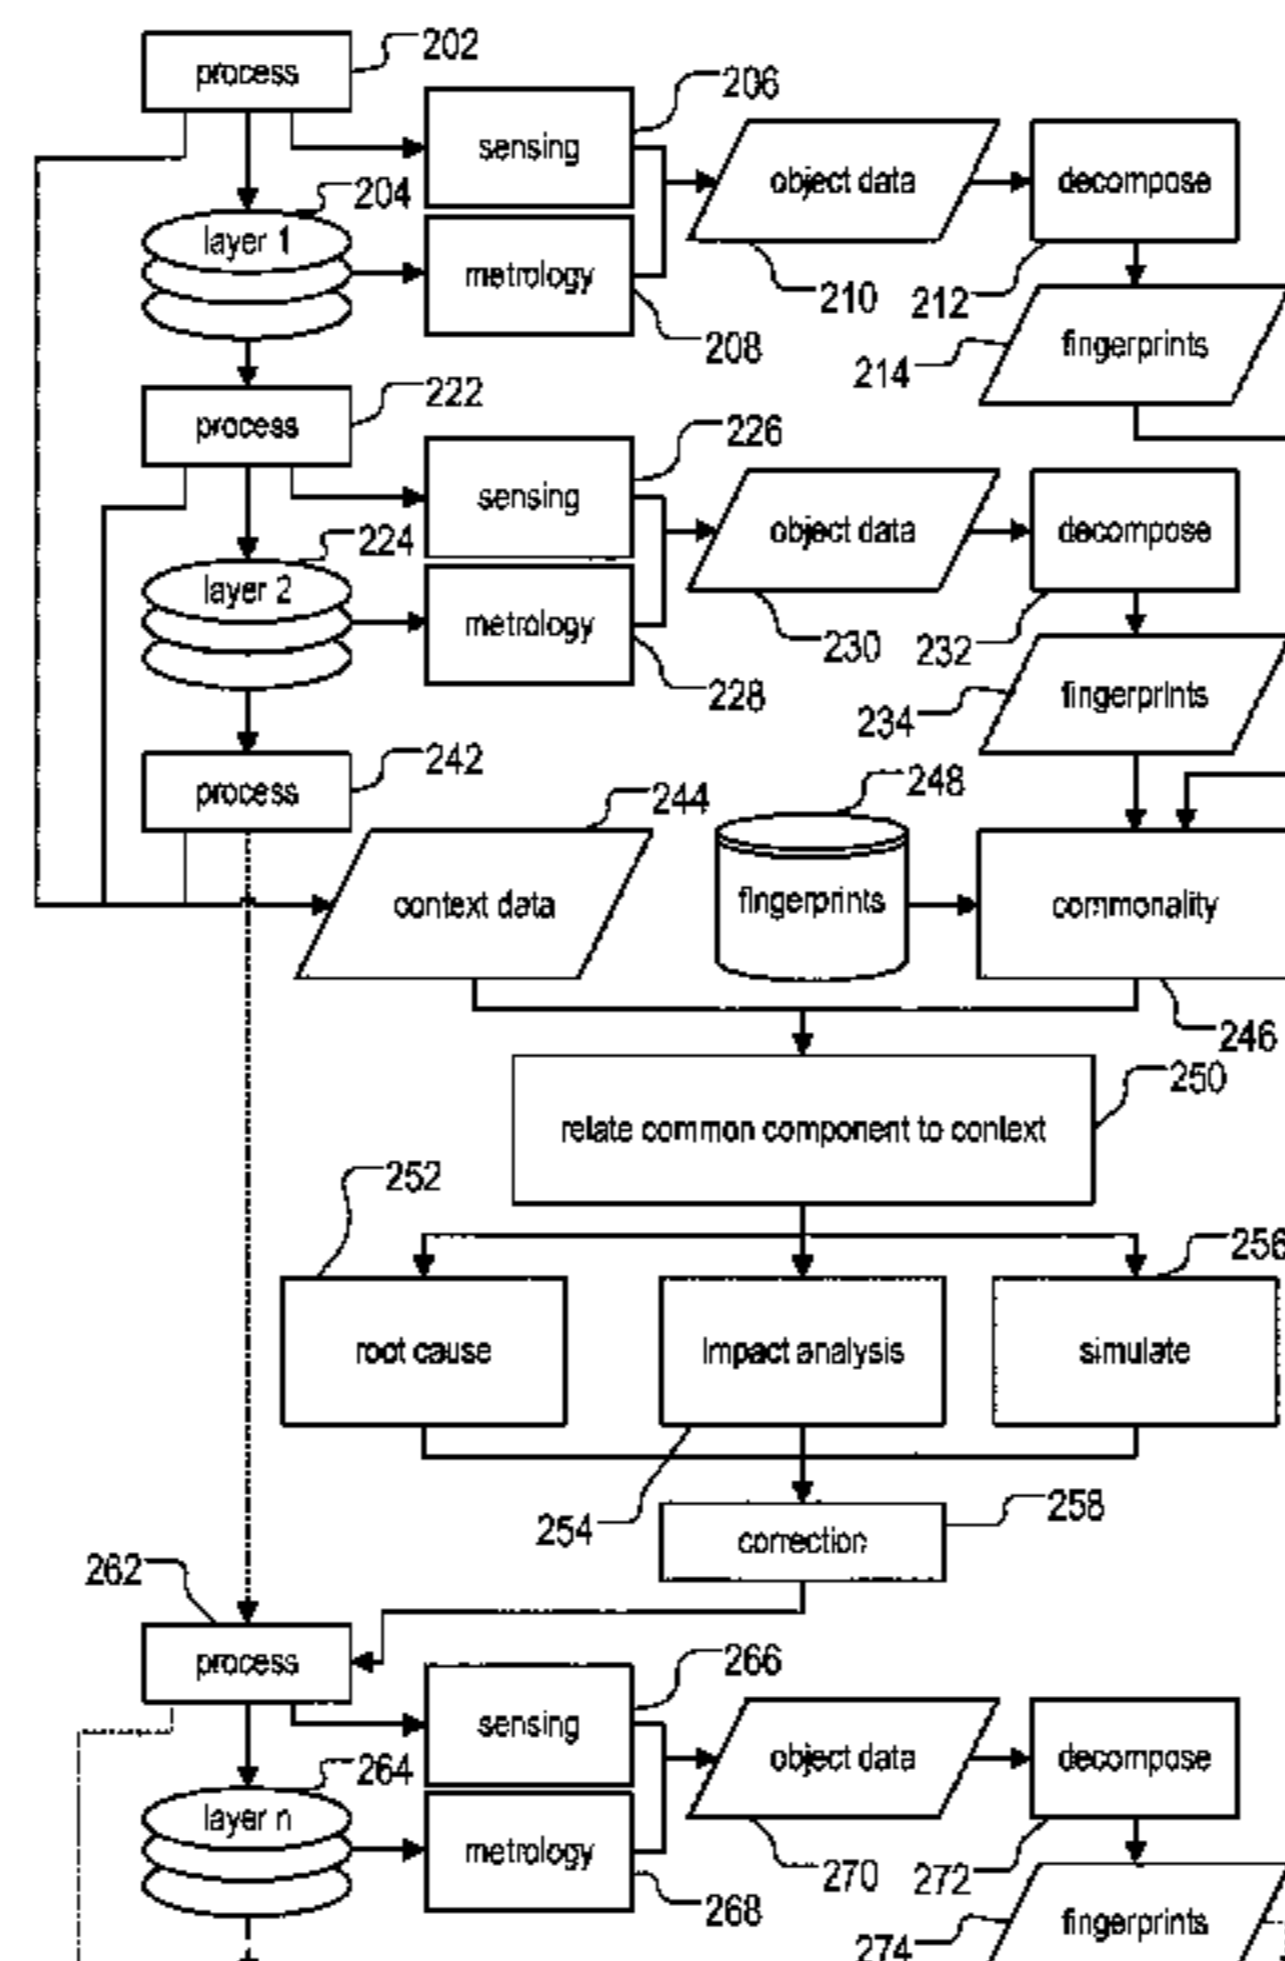 process
202
sensing
206
object data
decompose
layer 1
204
metrology
208
210
212
214
fingerprints
process
222
sensing
226
object data
decompose
layer 2
224
metrology
228
230
232
234
fingerprints
process
242
244
248
context data
fingerprints
commonality
246
250
relate common component to context
252
256
root cause
Impact analysis
simulate
254
258
correction
262
process
266
sensing
object data
decompose
264
layer n
metrology
268
270
272
274
fingerprints